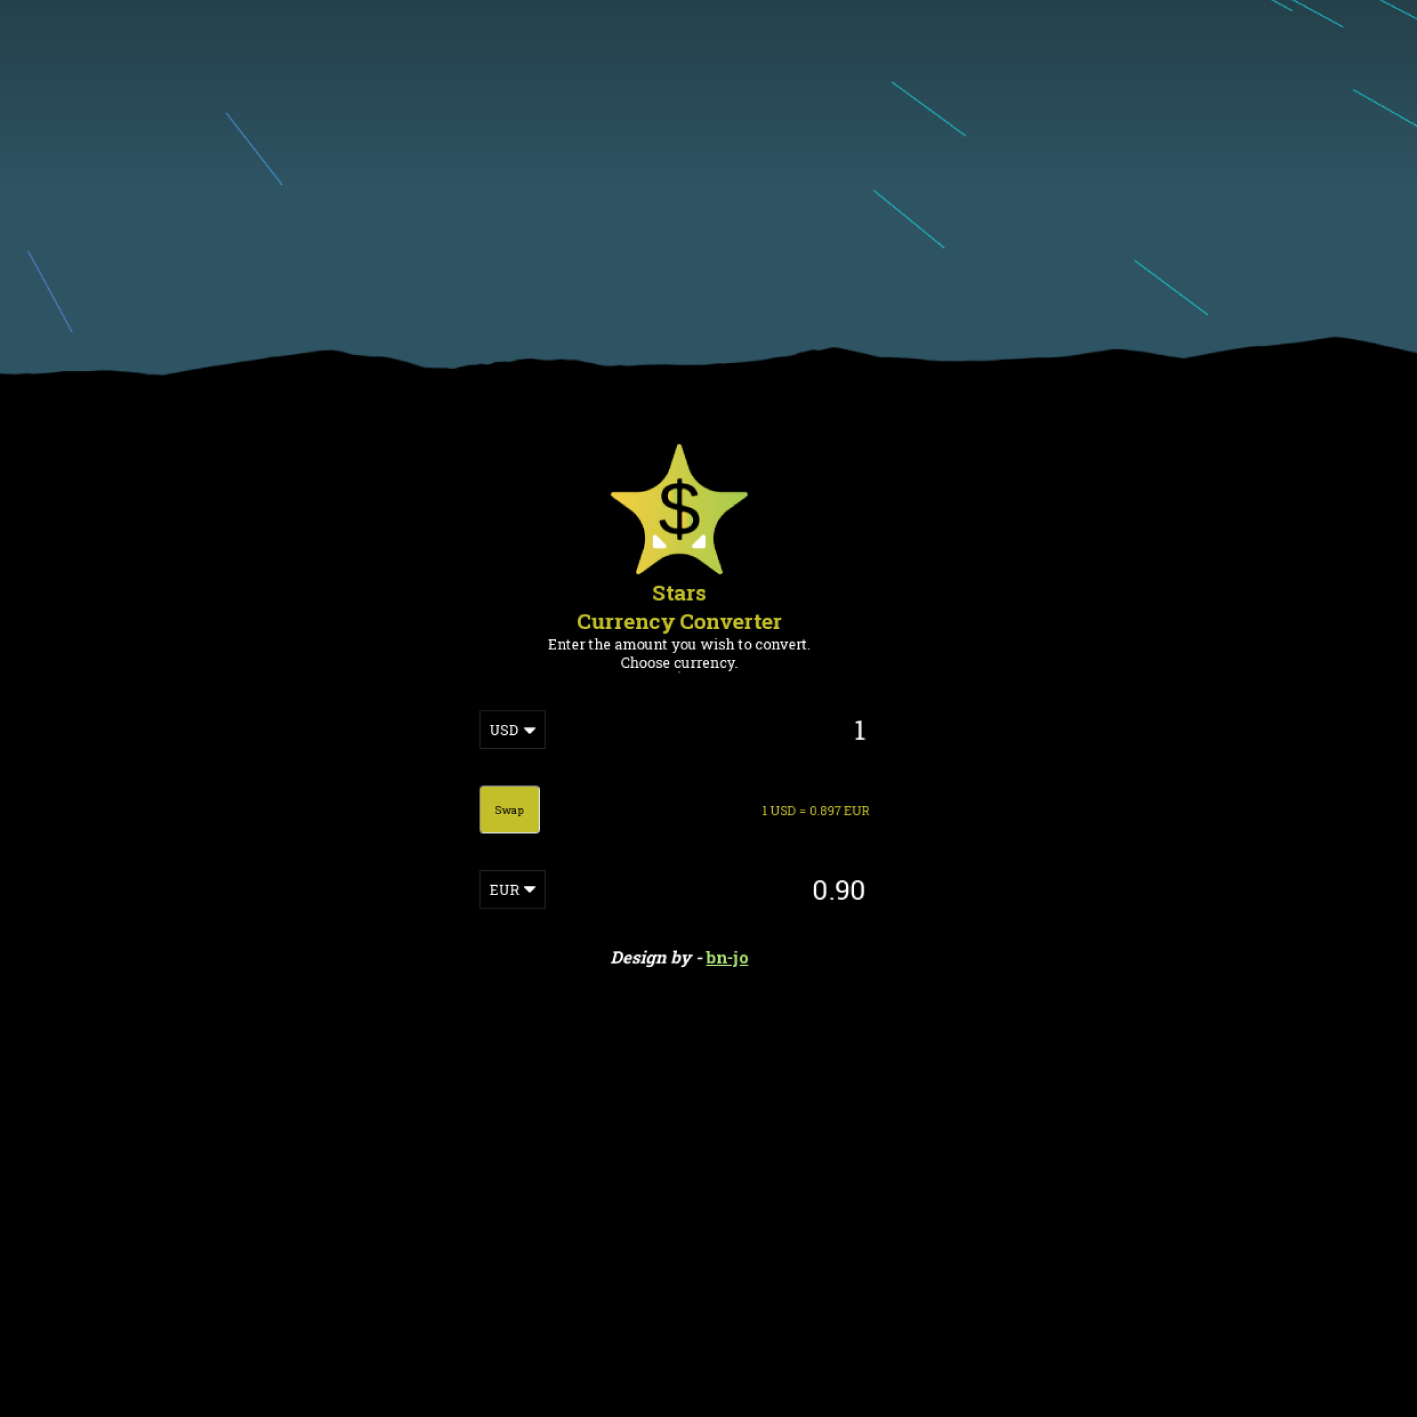 $
Stars
Currency Converter
Enter the amount you wish to convert.
Choose currency.
USD
1
Swap
1 USD = 0.897 EUR
EUR
0.90
Design by - bn-jo